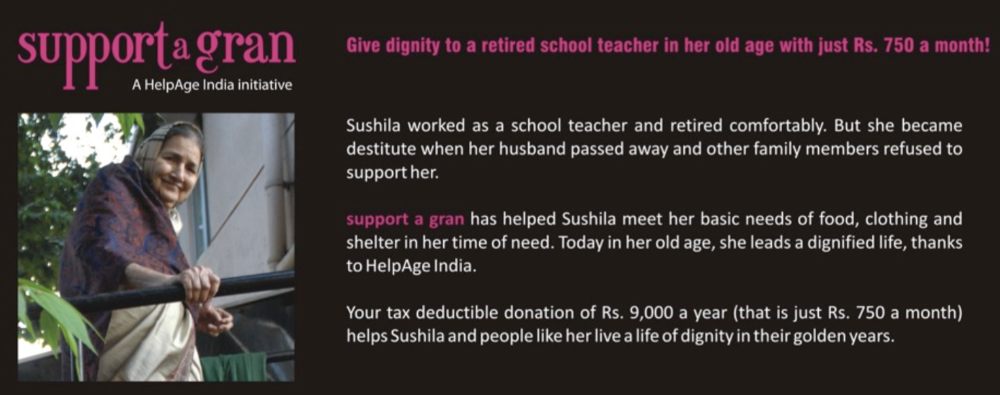 support a gran
A HelpAge India initiative
Give dignity to a retired school teacher in her old age with just Rs. 750 a month!
Sushila worked as a school teacher and retired comfortably. But she became
destitute when her husband passed away and other family members refused to
support her.
support a gran has helped Sushila meet her basic needs of food, clothing and
shelter in her time of need. Today in her old age, she leads a dignified life, thanks
to HelpAge India.
Your tax deductible donation of Rs. 9,000 a year (that is just Rs. 750 a month)
helps Sushila and people like her live a life of dignity in their golden years.